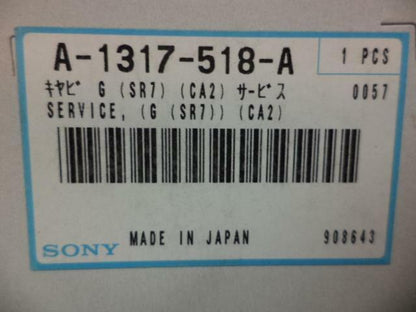 A-1317-518-A 1 PCS
ｷｬﾋﾞ G (SR7) (CA2) ｻｰﾋﾞｽ 0057
SERVICE, (G (SR7)) (CA2)
SONY MADE IN JAPAN 908643